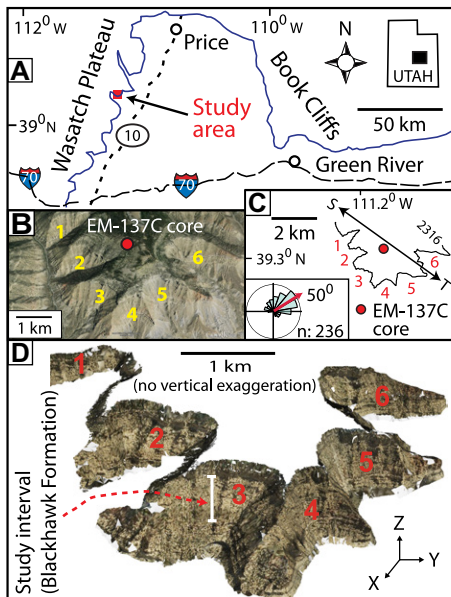 112⁰ W
110⁰ W
N
Price
A
Wasatch Plateau
Book Cliffs
UTAH
Study
area
39⁰N
10
50 km
Green River
70
70
B
EM-137C core
1
2
3
4
5
6
1 km
C
111.2⁰ W
2 km
S
2316
39.3⁰ N
1
2
3
4
5
6
T
50⁰
n: 236
EM-137C
core
D
1 km
(no vertical exaggeration)
1
2
3
4
5
6
Study interval
(Blackhawk Formation)
Z
Y
X